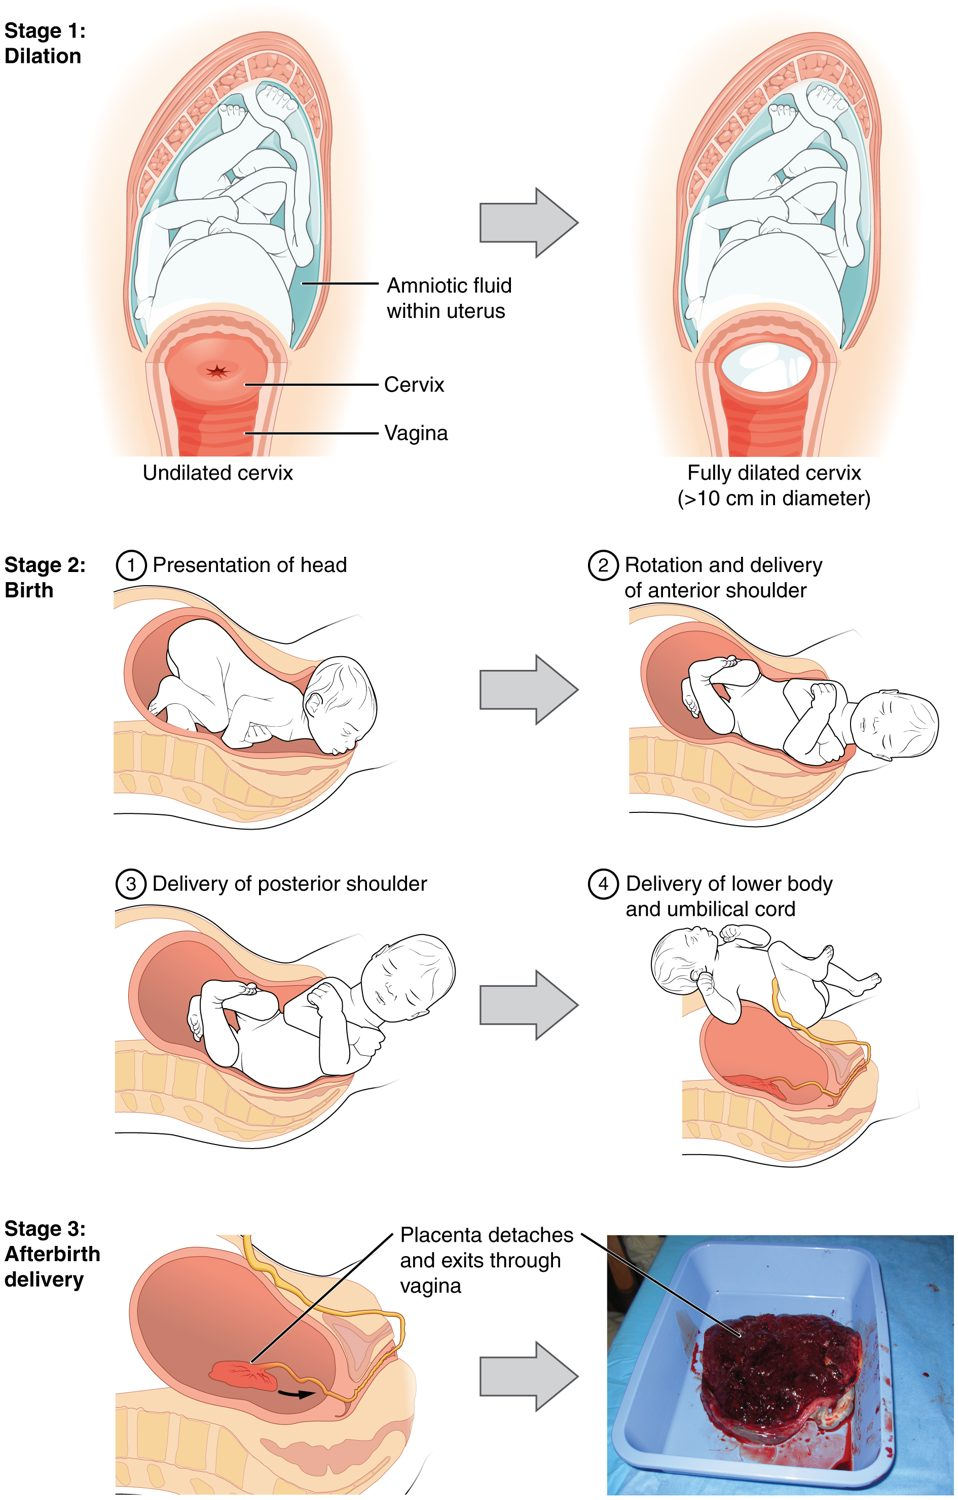 Stage 1:
Dilation
Amniotic fluid
within uterus
Cervix
Vagina
Undilated cervix
Fully dilated cervix
(>10 cm in diameter)
Stage 2:
Birth
1 Presentation of head
2 Rotation and delivery
of anterior shoulder
3 Delivery of posterior shoulder
4 Delivery of lower body
and umbilical cord
Stage 3:
Afterbirth
delivery
Placenta detaches
and exits through
vagina